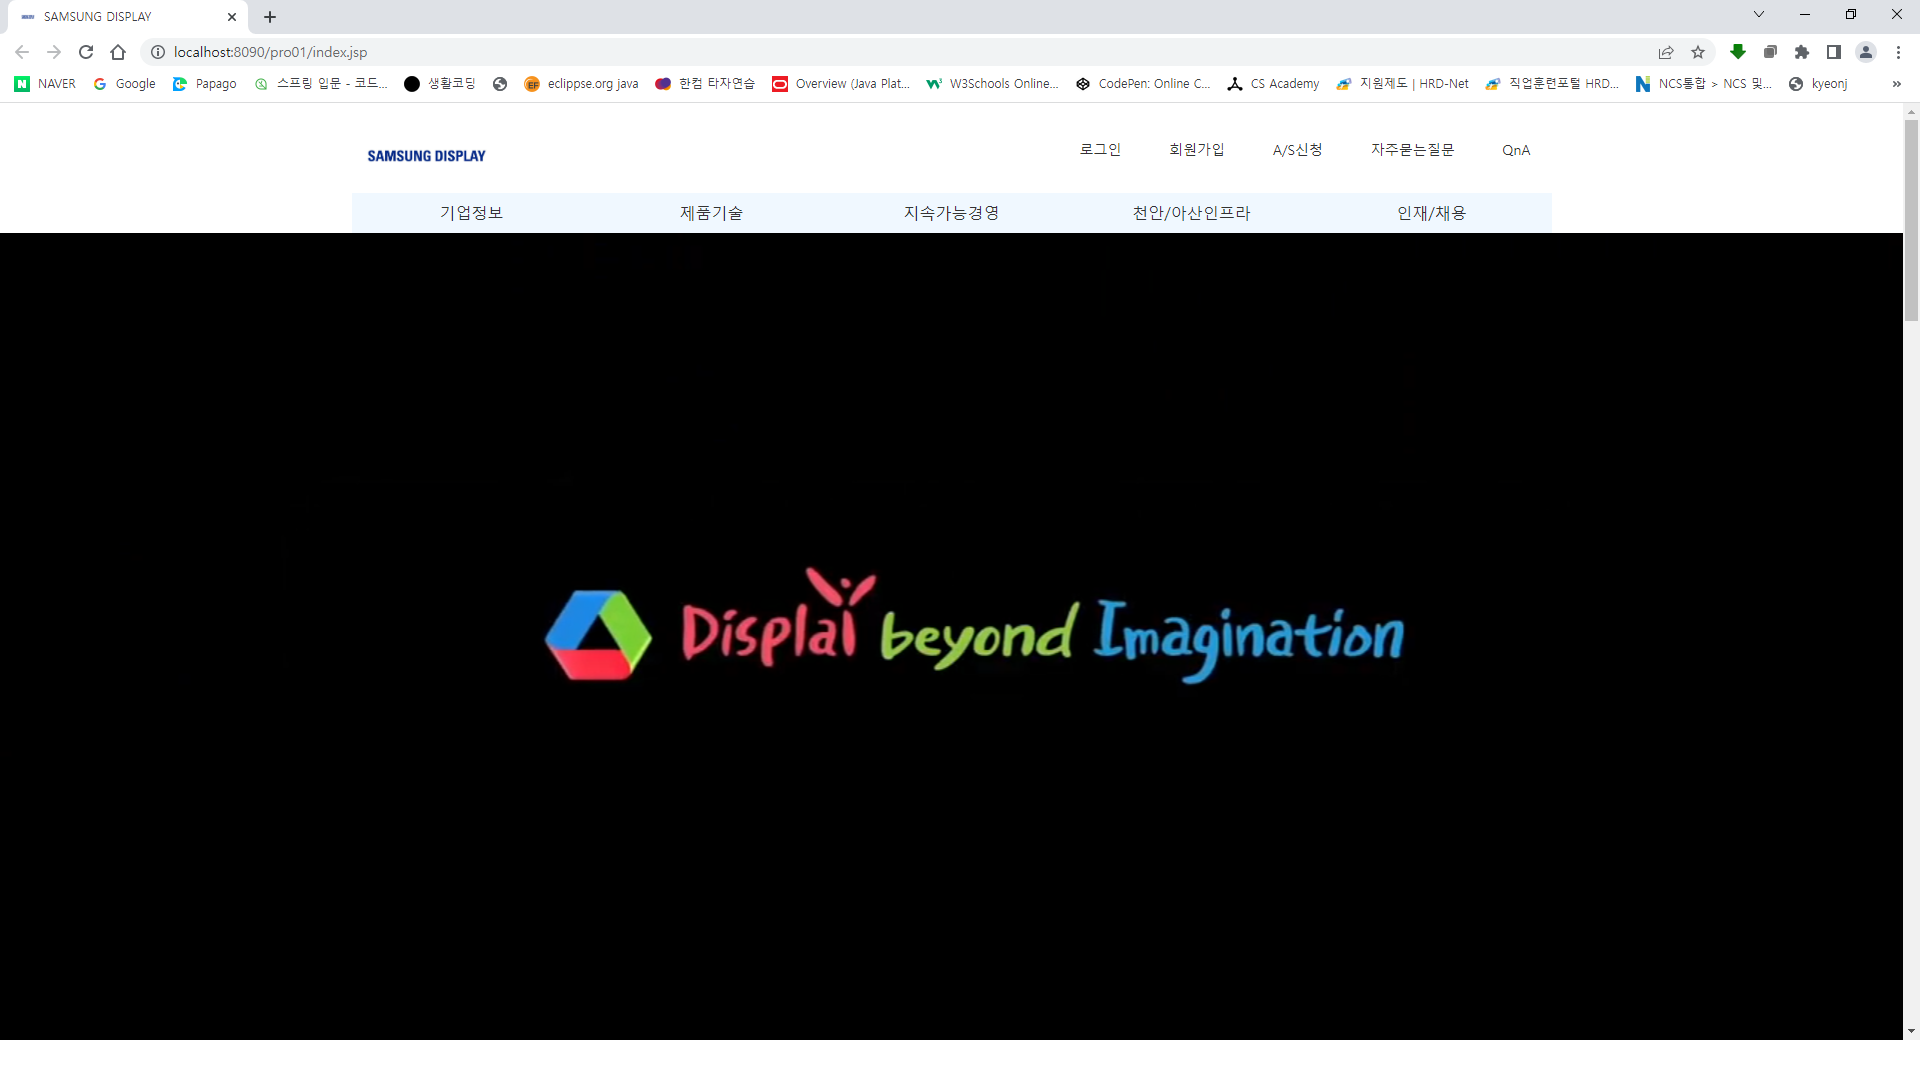 SAMSUNG DISPLAY
localhost:8090/pro01/index.jsp
NAVER Google Papago 스프링 입문 - 코드... 생활코딩 eclippse.org java 한컴 타자연습 Overview (Java Plat... W3Schools Online... CodePen: Online C... CS Academy 지원제도 | HRD-Net 직업훈련포털 HRD... NCS통합 > NCS 및... kyeonj »
SAMSUNG DISPLAY 로그인 회원가입 A/S신청 자주묻는질문 QnA
기업정보 제품기술 지속가능경영 천안/아산인프라 인재/채용
Display beyond Imagination